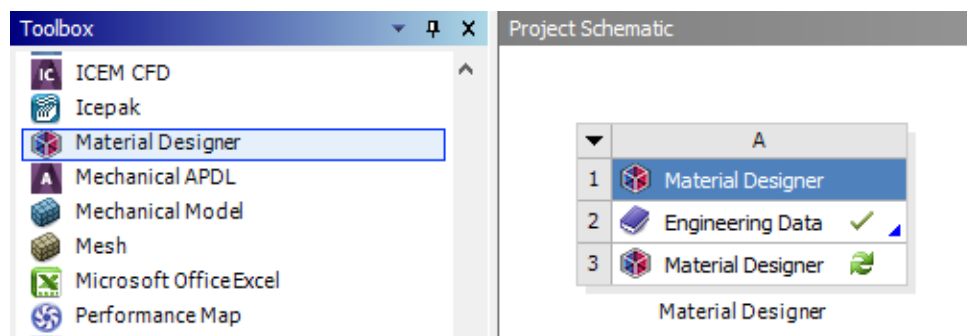 Toolbox
IC ICEM CFD
Icepak
Material Designer
A Mechanical APDL
Mechanical Model
Mesh
Microsoft Office Excel
Performance Map
Project Schematic
A
1 Material Designer
2 Engineering Data
3 Material Designer
Material Designer